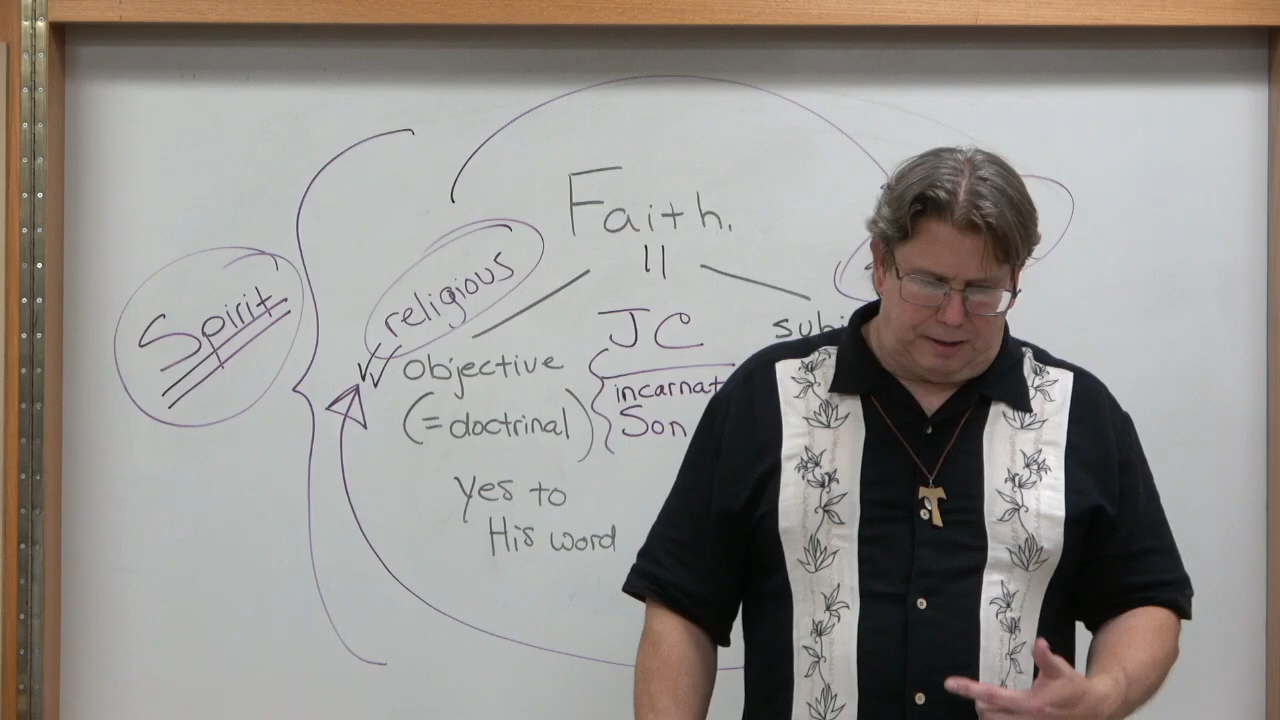 Faith.
Spirit
religious
JC
objective
(= doctrinal)
Son
yes to
His word